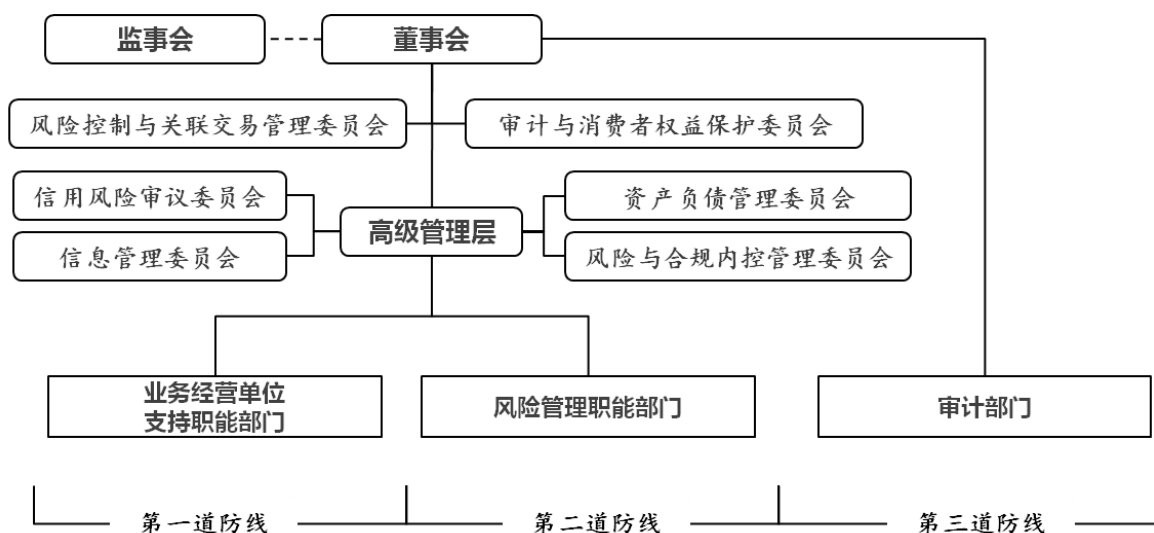 监事会
董事会
风险控制与关联交易管理委员会
审计与消费者权益保护委员会
信用风险审议委员会
资产负债管理委员会
高级管理层
信息管理委员会
风险与合规内控管理委员会
业务经营单位
支持职能部门
风险管理职能部门
审计部门
第一道防线
第二道防线
第三道防线